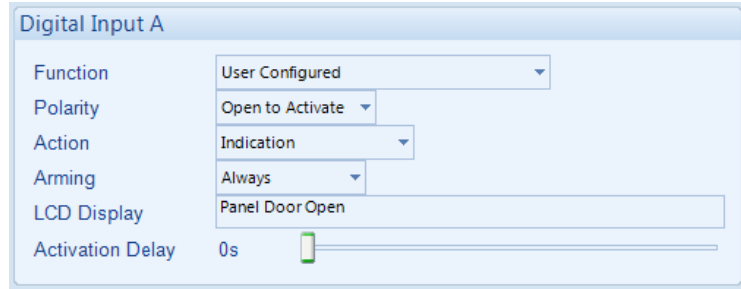 Digital Input A
Function User Configured
Polarity Open to Activate
Action Indication
Arming Always
LCD Display Panel Door Open
Activation Delay 0s